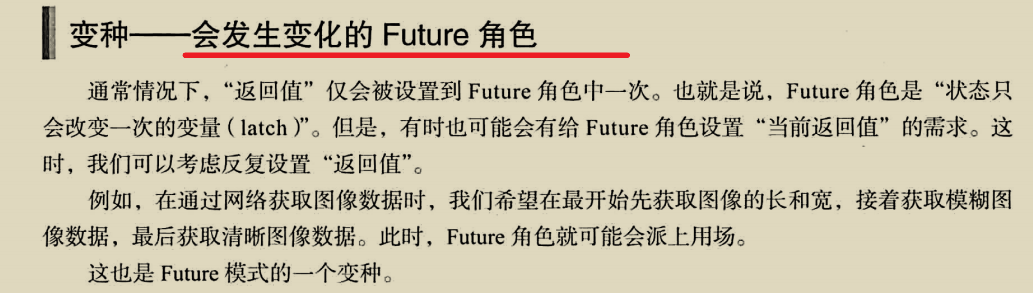 变种——会发生变化的 Future 角色
通常情况下，“返回值”仅会被设置到 Future 角色中一次。也就是说，Future 角色是“状态只
会改变一次的变量（latch）”。但是，有时也可能会有给 Future 角色设置“当前返回值”的需求。这
时，我们可以考虑反复设置“返回值”。
例如，在通过网络获取图像数据时，我们希望在最开始先获取图像的长和宽，接着获取模糊图
像数据，最后获取清晰图像数据。此时，Future 角色就可能会派上用场。
这也是 Future 模式的一个变种。